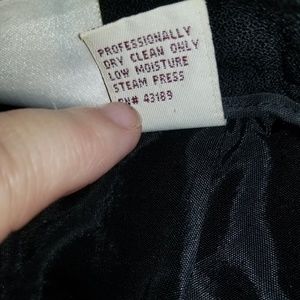 PROFESSIONALLY
DRY CLEAN ONLY
LOW MOISTURE
STEAM PRESS
RN# 43189